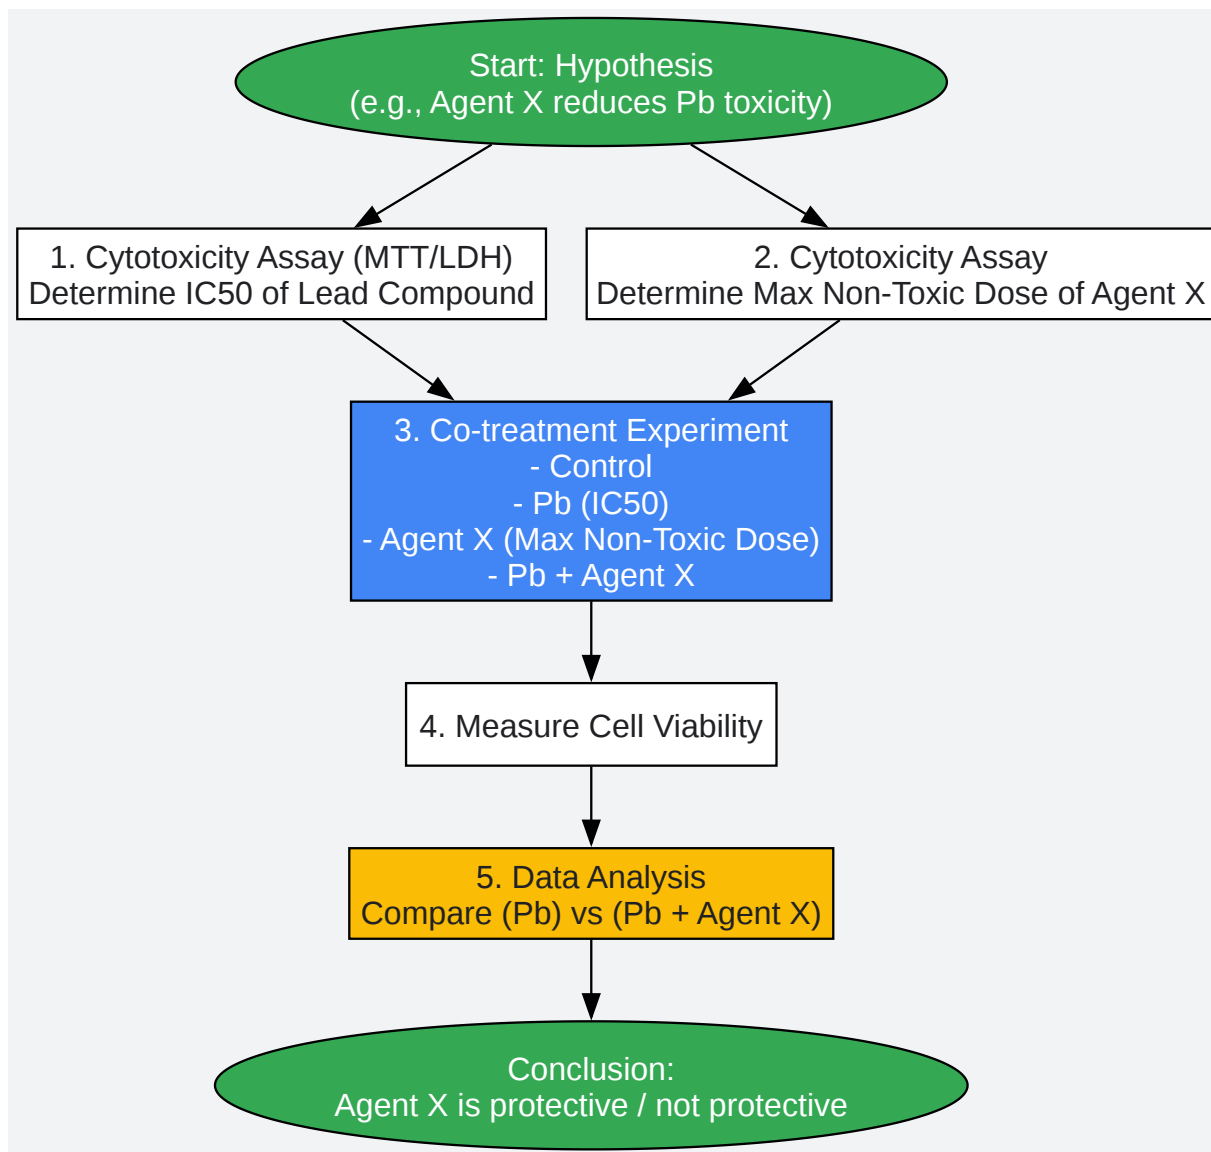 Start: Hypothesis
(e.g., Agent X reduces Pb toxicity)
1. Cytotoxicity Assay (MTT/LDH)
Determine IC50 of Lead Compound
2. Cytotoxicity Assay
Determine Max Non-Toxic Dose of Agent X
3. Co-treatment Experiment
- Control
- Pb (IC50)
- Agent X (Max Non-Toxic Dose)
- Pb + Agent X
4. Measure Cell Viability
5. Data Analysis
Compare (Pb) vs (Pb + Agent X)
Conclusion:
Agent X is protective / not protective